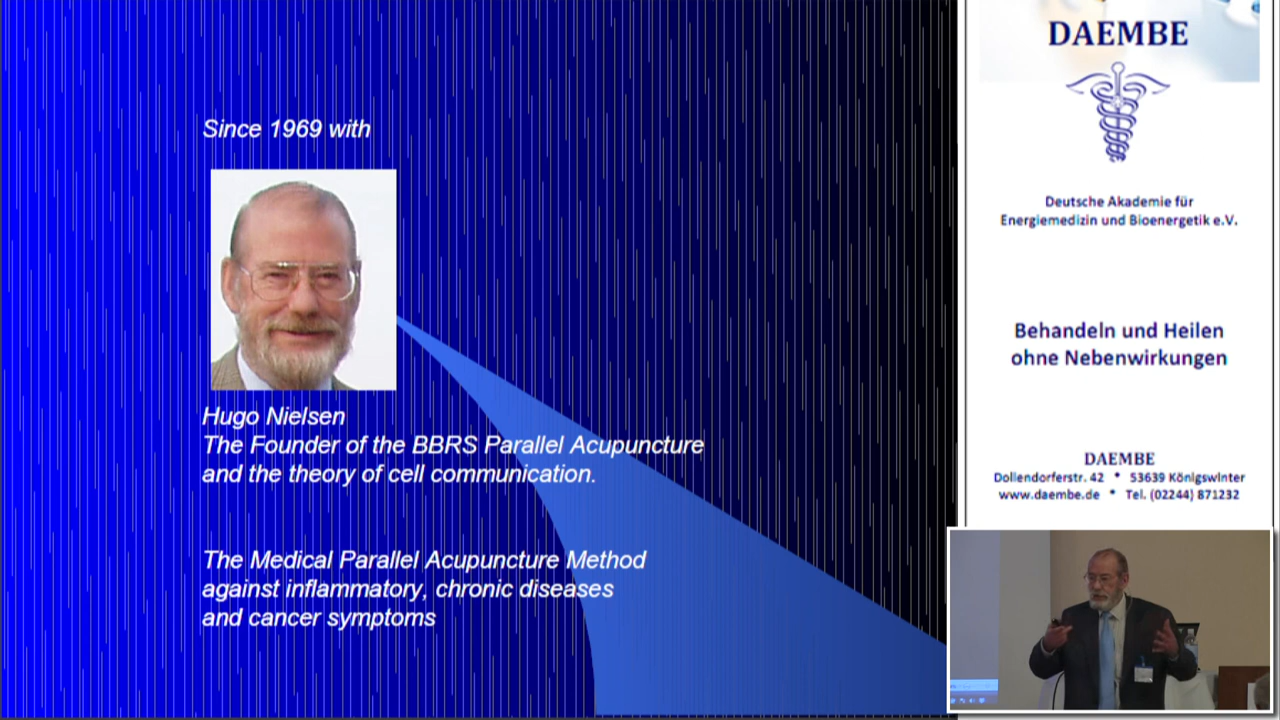 Since 1969 with
Hugo Nielsen
The Founder of the BBRS Parallel Acupuncture
and the theory of cell communication.
The Medical Parallel Acupuncture Method
against inflammatory, chronic diseases
and cancer symptoms
DAEMBE
Deutsche Akademie für
Energiemedizin und Bioenergetik e.V.
Behandeln und Heilen
ohne Nebenwirkungen
DAEMBE
Dollendorferstr. 42 * 53639 Königswinter
www.daembe.de * Tel. (02244) 871232